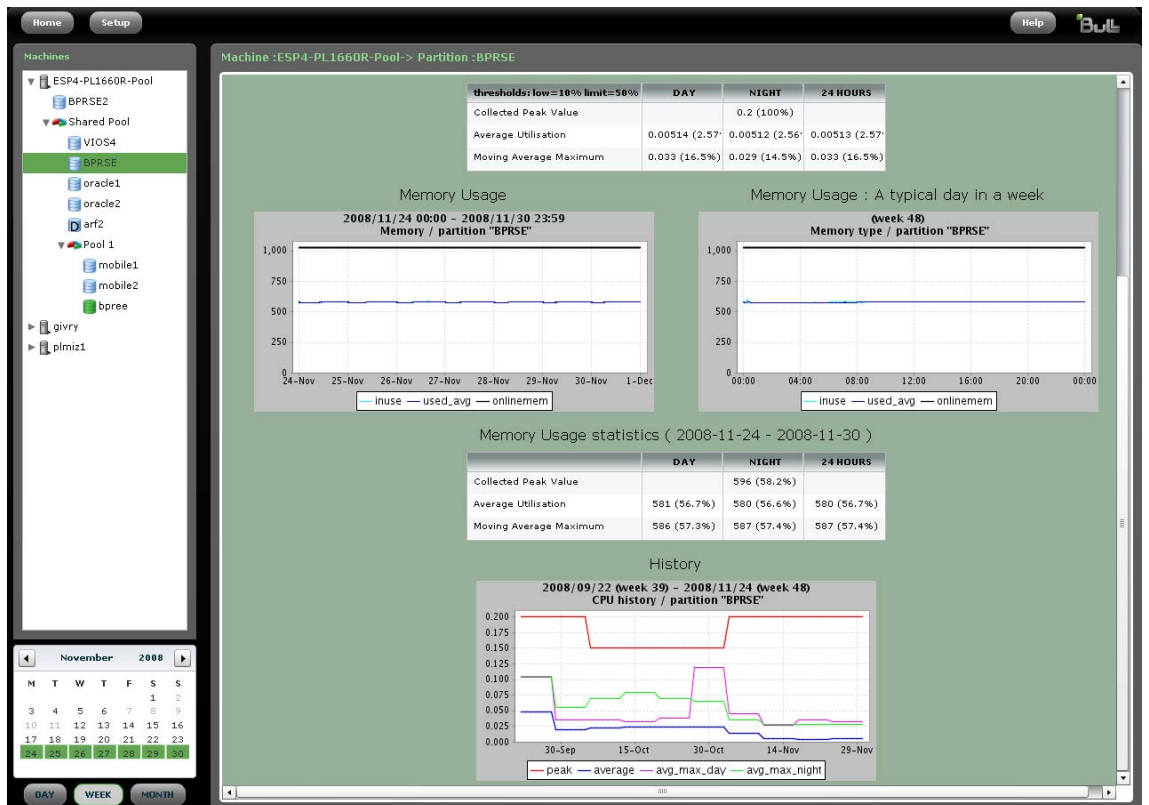 Home Setup Help Bull
Machines
ESP4-PL1660R-Pool
BPRSE2
Shared Pool
VIOS4
BPRSE
oracle1
oracle2
D arf2
Pool 1
mobile1
mobile2
bpree
givry
plmiz1
November 2008
M T W T F S S
1 2
3 4 5 6 7 8 9
10 11 12 13 14 15 16
17 18 19 20 21 22 23
24 25 26 27 28 29 30
DAY WEEK MONTH
Machine :ESP4-PL1660R-Pool-> Partition :BPRSE
thresholds: low=10% limit=50% DAY NIGHT 24 HOURS
Collected Peak Value 0.2 (100%)
Average Utilisation 0.00514 (2.57 0.00512 (2.56 0.00513 (2.57
Moving Average Maximum 0.033 (16.5%) 0.029 (14.5%) 0.033 (16.5%)
Memory Usage
2008/11/24 00:00 - 2008/11/30 23:59
Memory / partition "BPRSE"
1,000
750
500
250
0
24-Nov 25-Nov 26-Nov 27-Nov 28-Nov 29-Nov 30-Nov 1-Dec
inuse used_avg onlinemem
Memory Usage : A typical day in a week
(week 48)
Memory type / partition "BPRSE"
1,000
750
500
250
0
00:00 04:00 08:00 12:00 16:00 20:00 00:00
inuse used_avg onlinemem
Memory Usage statistics ( 2008-11-24 - 2008-11-30 )
DAY NIGHT 24 HOURS
Collected Peak Value 596 (58.2%)
Average Utilisation 581 (56.7%) 580 (56.6%) 580 (56.7%)
Moving Average Maximum 586 (57.3%) 587 (57.4%) 587 (57.4%)
History
2008/09/22 (week 39) - 2008/11/24 (week 48)
CPU history / partition "BPRSE"
0.200
0.175
0.150
0.125
0.100
0.075
0.050
0.025
0.000
30-Sep 15-Oct 30-Oct 14-Nov 29-Nov
peak average avg_max_day avg_max_night